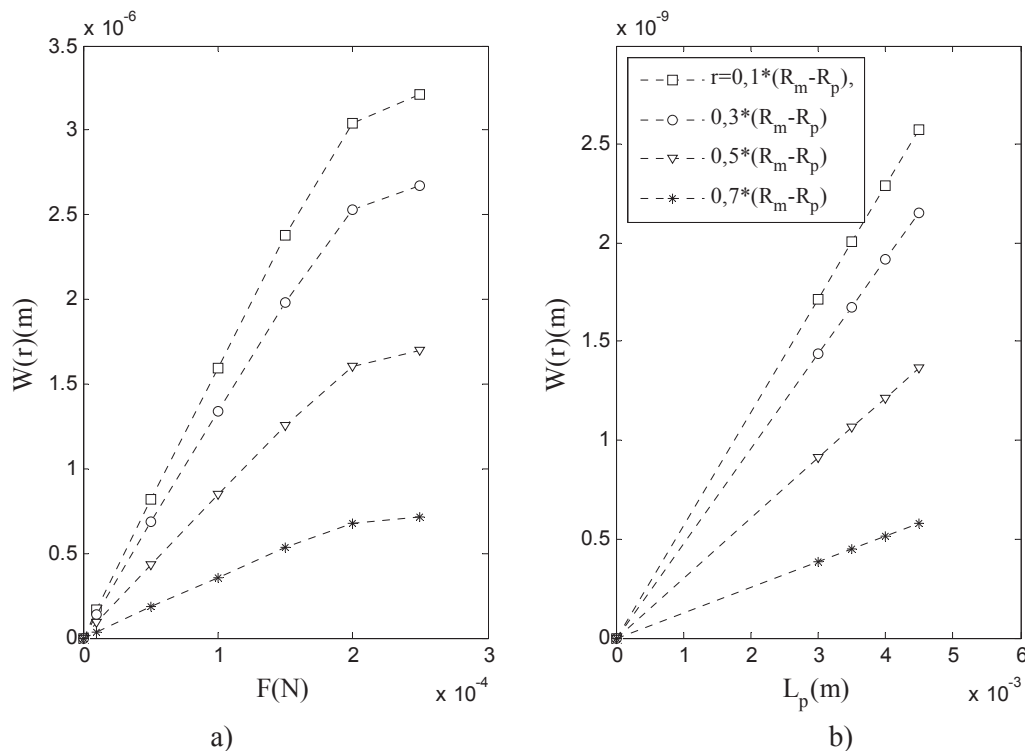 x 10^-6
3.5
3
2.5
2
1.5
1
0.5
0
W(r)(m)
0 1 2 3
F(N)
x 10^-4
a)
x 10^-9
2.5
2
1.5
1
0.5
0
W(r)(m)
r=0,1*(R_m-R_p),
0,3*(R_m-R_p)
0,5*(R_m-R_p)
0,7*(R_m-R_p)
0 1 2 3 4 5 6
L_p(m)
x 10^-3
b)